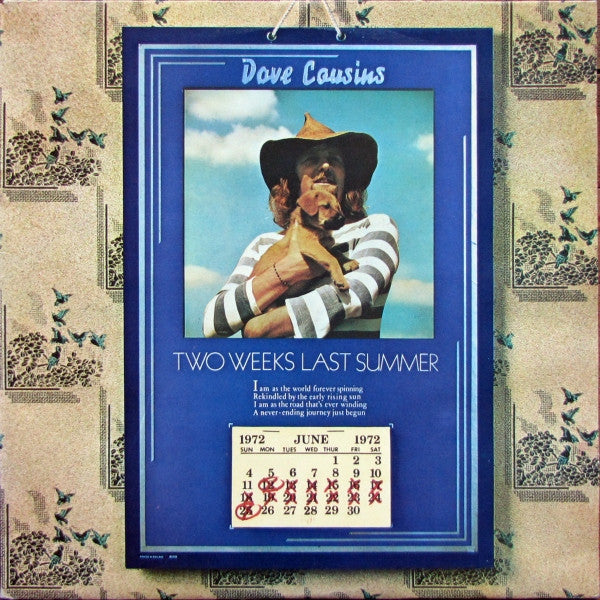 Dave Cousins
TWO WEEKS LAST SUMMER
I am as the world forever spinning
Rekindled by the early rising sun
I am as the road that's ever winding
A never-ending journey just begun
1972 JUNE 1972
SUN MON TUES WED THUR FRI SAT
1 2 3
4 5 6 7 8 9 10
11 12 13 14 15 16 17
18 19 20 21 22 23 24
25 26 27 28 29 30